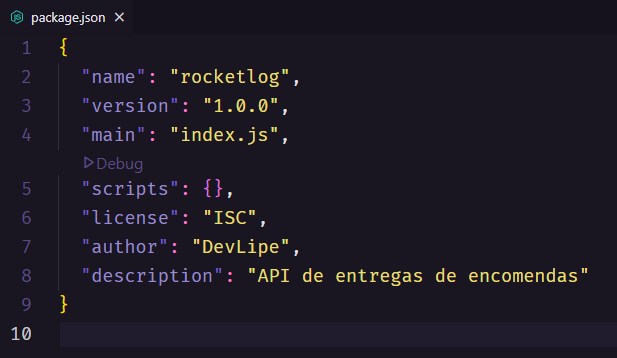 package.json
1 {
2 "name": "rocketlog",
3 "version": "1.0.0",
4 "main": "index.js",
Debug
5 "scripts": {},
6 "license": "ISC",
7 "author": "DevLipe",
8 "description": "API de entregas de encomendas"
9 }
10